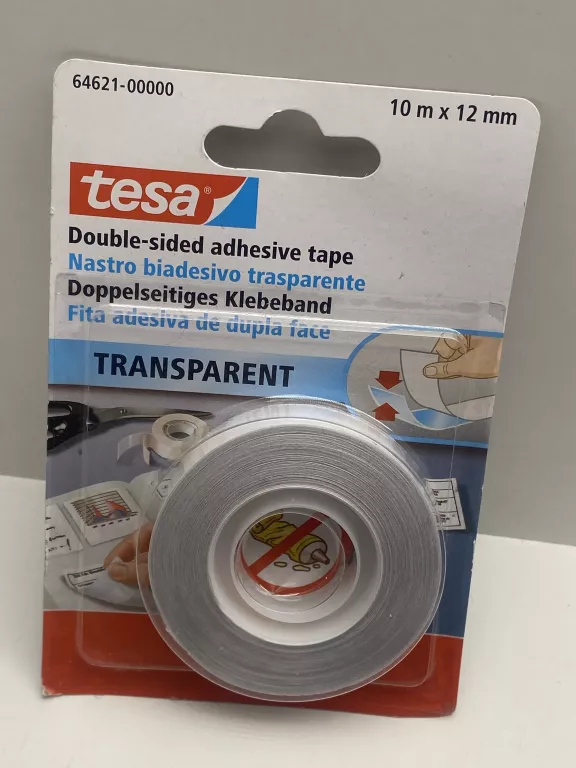 64621-00000
10 m x 12 mm
tesa®
Double-sided adhesive tape
Nastro biadesivo trasparente
Doppelseitiges Klebeband
Fita adesiva de dupla face
TRANSPARENT